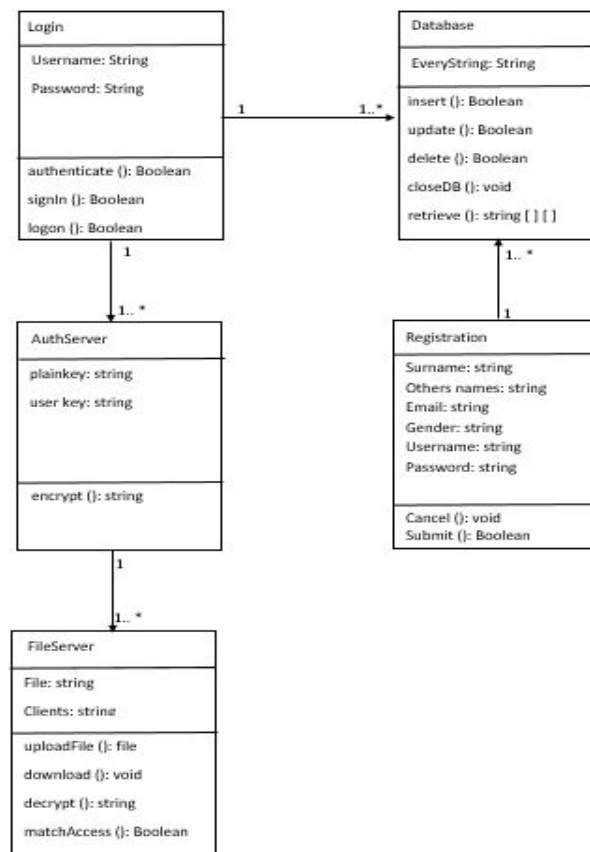 Login
Username: String
Password: String
authenticate (): Boolean
signIn (): Boolean
logon (): Boolean
1
1..*
Database
EveryString: String
insert (): Boolean
update (): Boolean
delete (): Boolean
closeDB (): void
retrieve (): string [ ] [ ]
1
1.. *
1.. *
1
AuthServer
plainkey: string
user key: string
encrypt (): string
Registration
Surname: string
Others names: string
Email: string
Gender: string
Username: string
Password: string
Cancel (): void
Submit (): Boolean
1
1.. *
FileServer
File: string
Clients: string
uploadFile (): file
download (): void
decrypt (): string
matchAccess (): Boolean